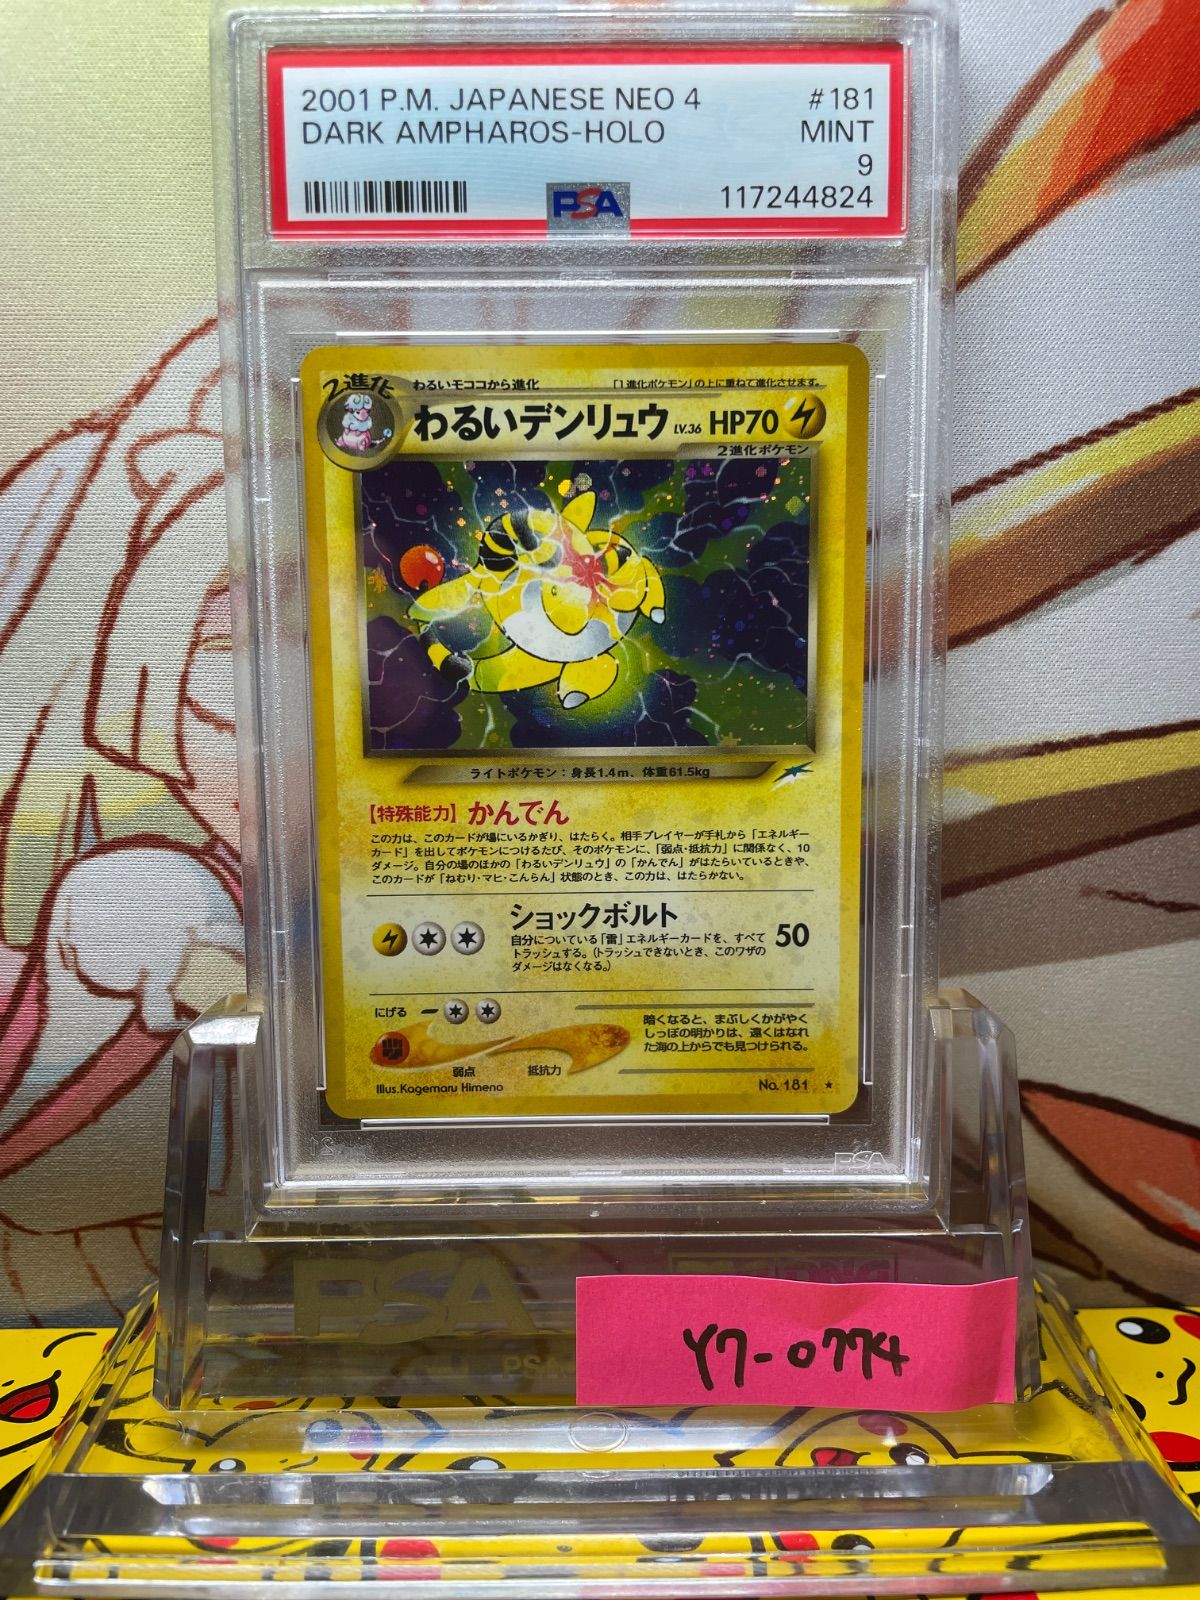 2001 P.M. JAPANESE NEO 4 #181
DARK AMPHAROS-HOLO MINT
9
PSA 117244824
2進化 わるいモココから進化 「1進化ポケモン」の上に重ねて進化させます。
わるいデンリュウ LV.36 HP70
2進化ポケモン
ライトポケモン：身長1.4m、体重61.5kg
【特殊能力】かんでん
この力は、このカードが場にいるかぎり、はたらく。相手プレイヤーが手札から「エネルギー
カード」を出してポケモンにつけるたび、そのポケモンに、「弱点・抵抗力」に関係なく、10
ダメージ。自分の場のほかの「わるいデンリュウ」の「かんでん」がはたらいているときや、
このカードが「ねむり・マヒ・こんらん」状態のとき、この力は、はたらかない。
ショックボルト
自分についている「雷」エネルギーカードを、すべて
トラッシュする。（トラッシュできないとき、このワザの
ダメージはなくなる。）
50
にげる
暗くなると、まぶしくかがやく
しっぽの明かりは、遠くはなれ
た海の上からでも見つけられる。
弱点 抵抗力
Illus.Kagemaru Himeno No. 181 ★
PSA
PSA
PSA
Y7-0774